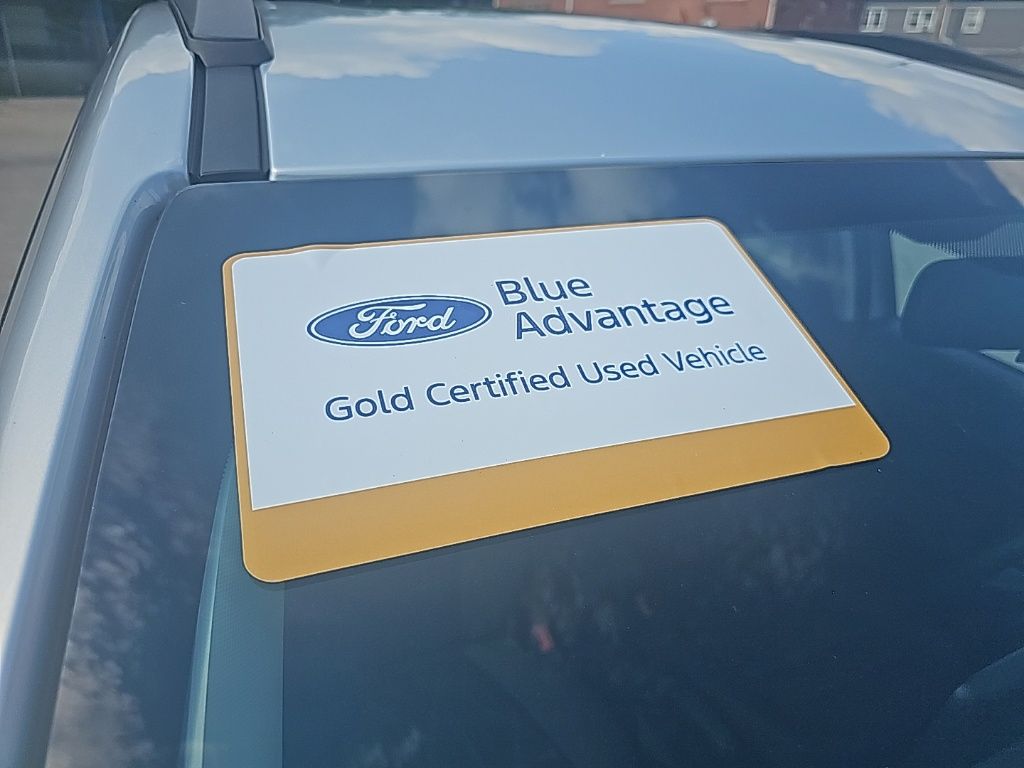 Ford
Blue
Advantage
Gold Certified Used Vehicle